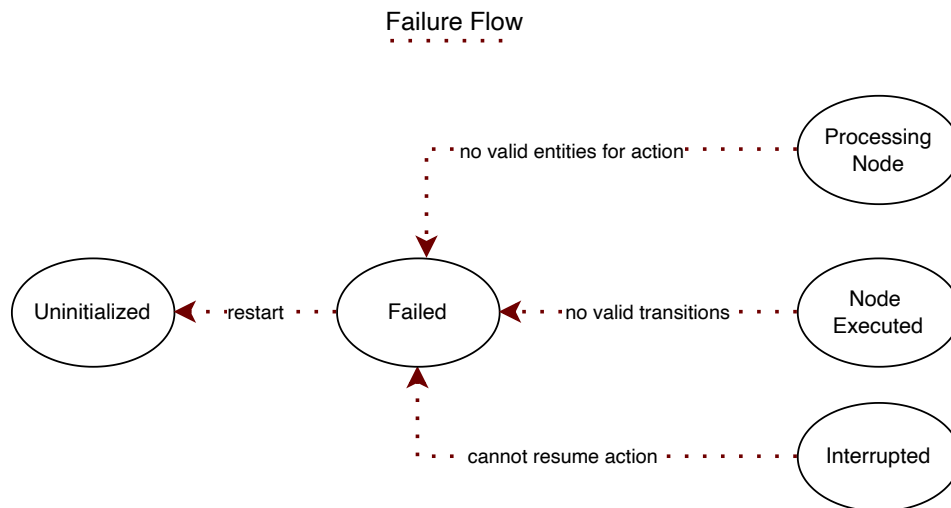 Failure Flow
Processing
Node
no valid entities for action
Uninitialized
restart
Failed
no valid transitions
Node
Executed
cannot resume action
Interrupted